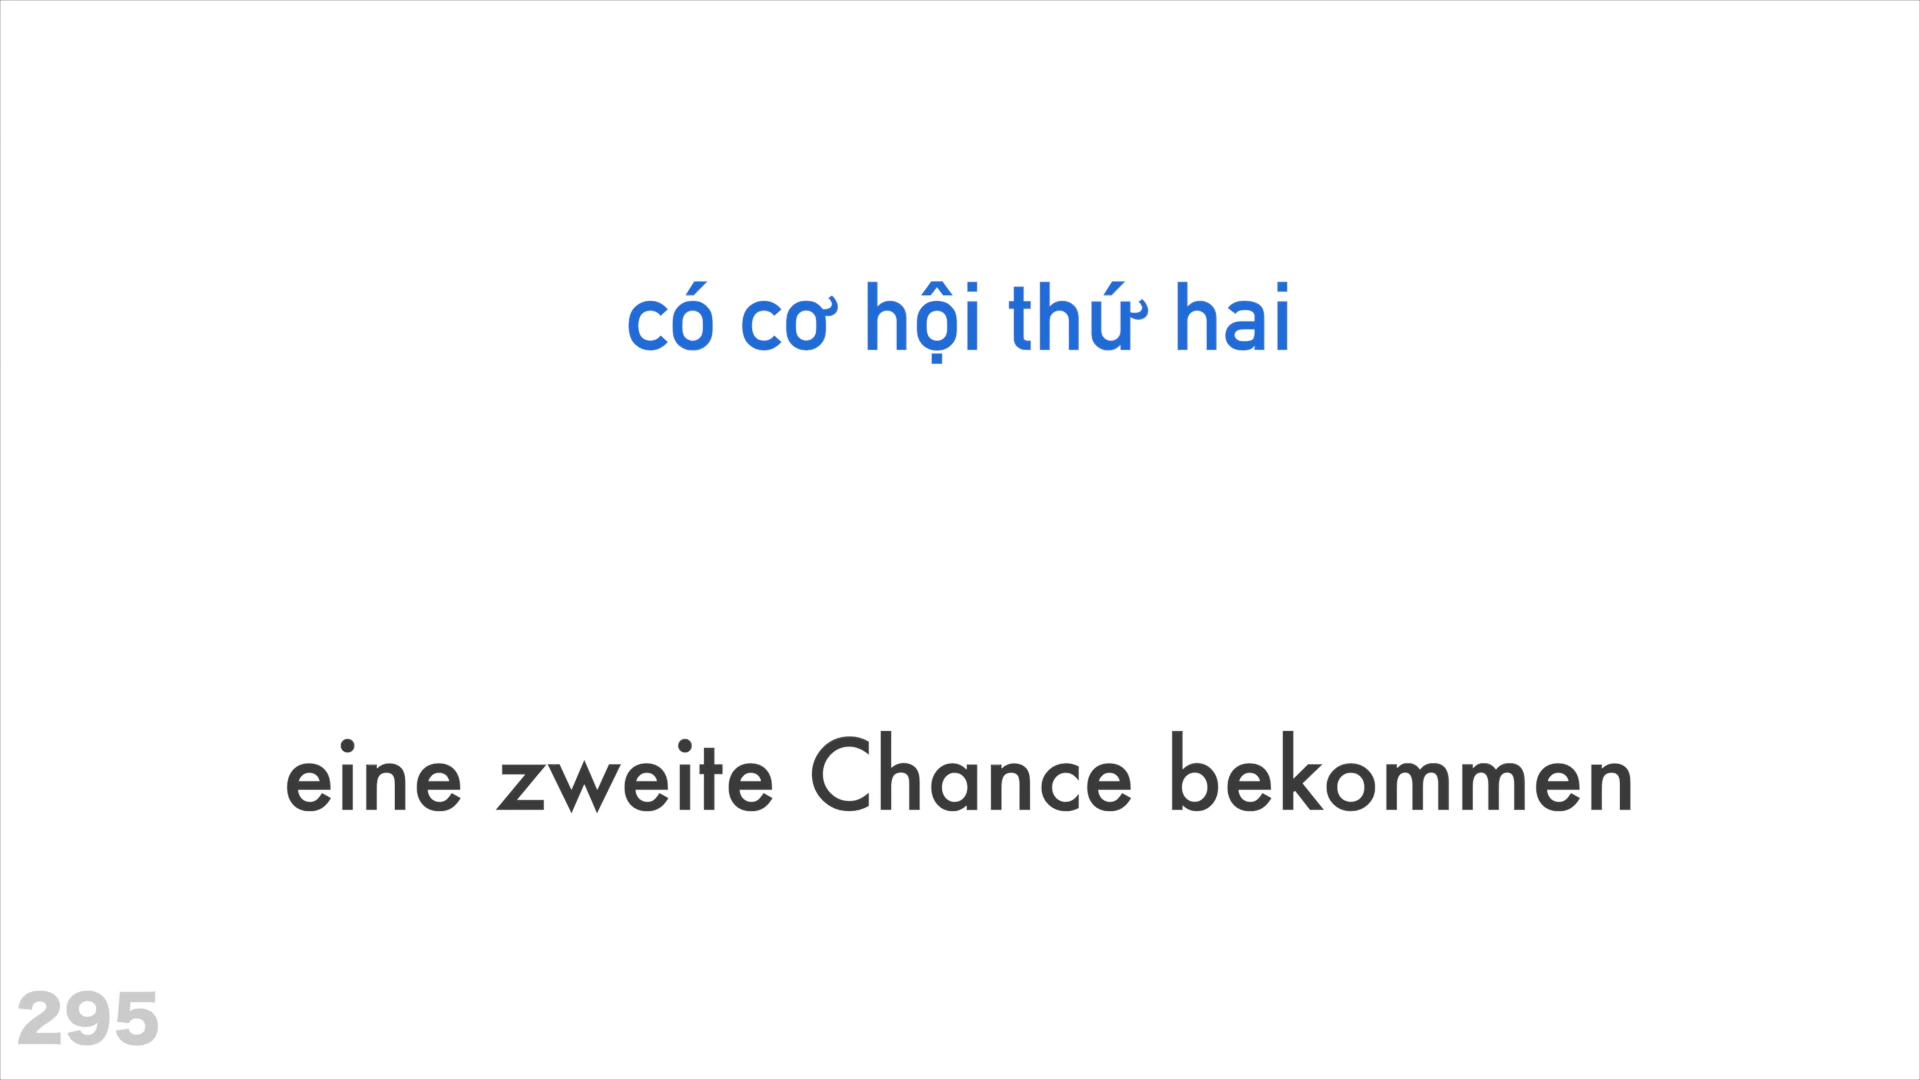 có cơ hội thứ hai
eine zweite Chance bekommen
295